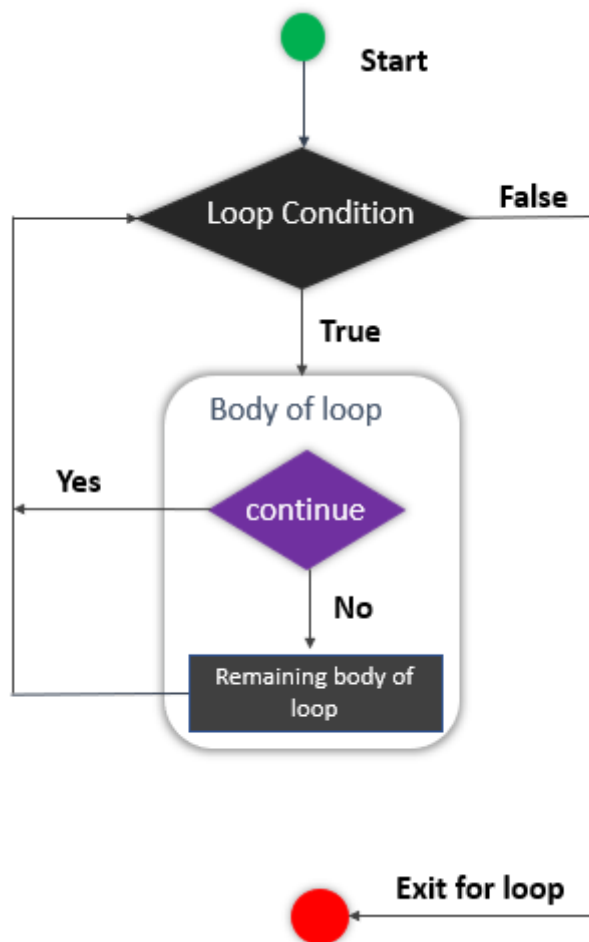 Start
Loop Condition
False
True
Body of loop
Yes
continue
No
Remaining body of
loop
Exit for loop